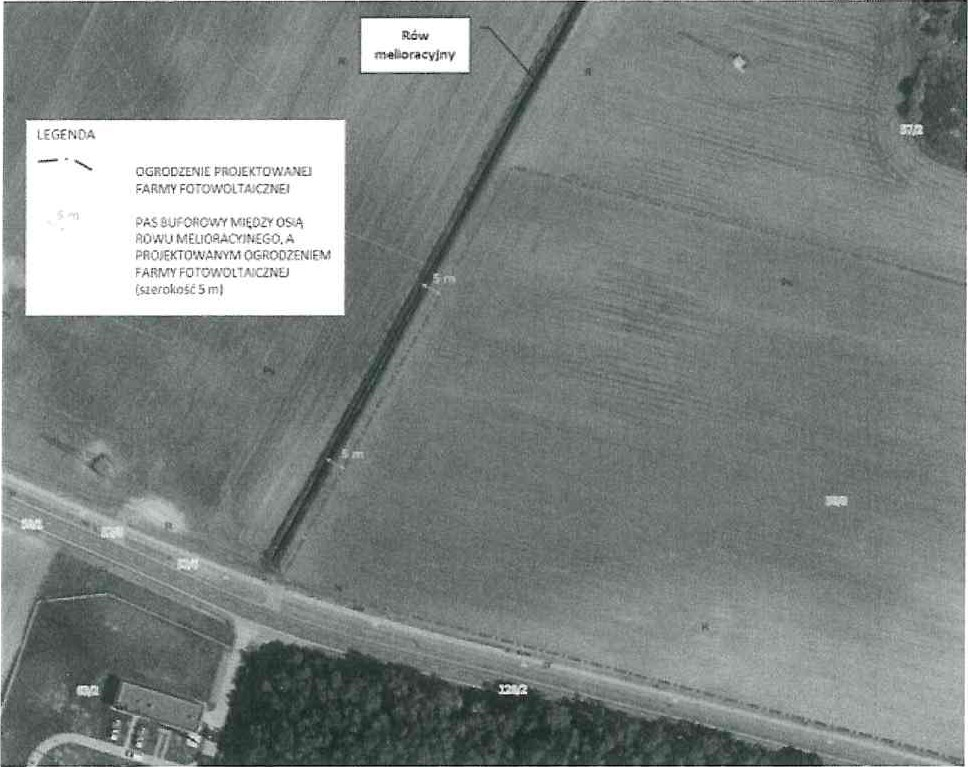 Rów
melioracyjny
R
R
57/2
LEGENDA
OGRODZENIE PROJEKTOWANEJ
FARMY FOTOWOLTAICZNEJ
5 m
PAS BUFOROWY MIĘDZY OSIĄ
ROWU MELIORACYJNEGO, A
PROJEKTOWANYM OGRODZENIEM
FARMY FOTOWOLTAICZNEJ
(szerokość 5 m)
5 m
5 m
R
R
128/2